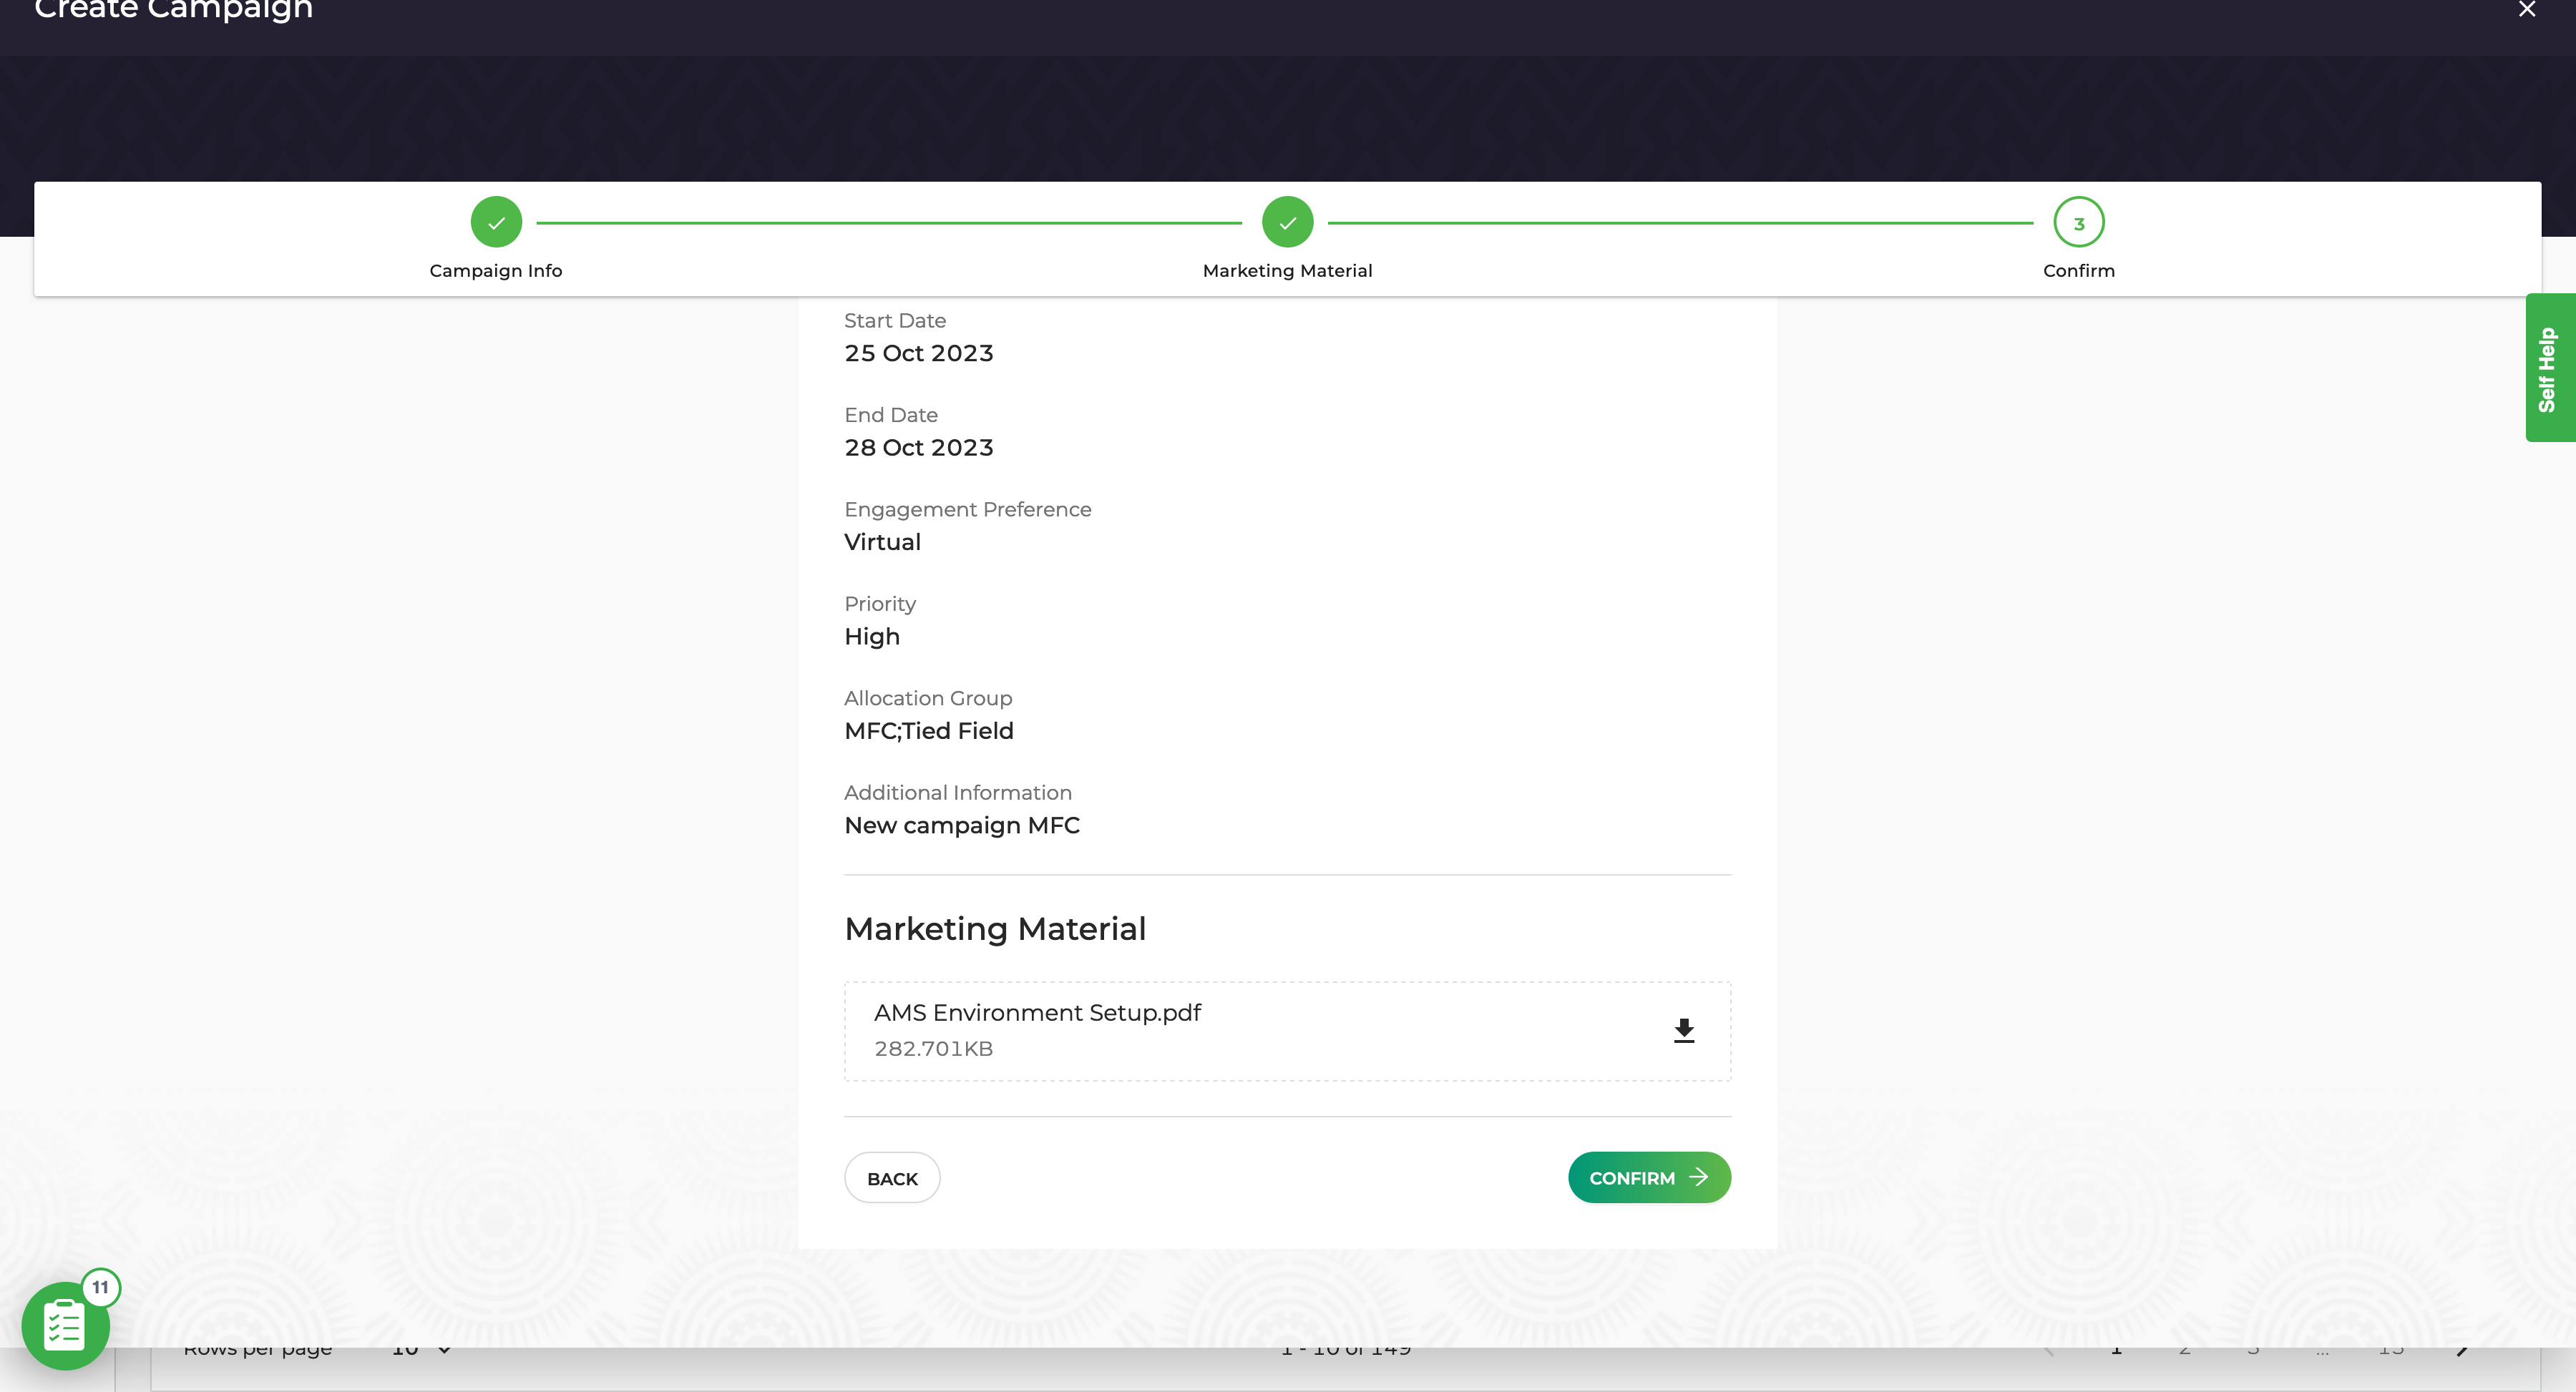 Create Campaign
Campaign Info
Marketing Material
3
Confirm
Self Help
Start Date
25 Oct 2023
End Date
28 Oct 2023
Engagement Preference
Virtual
Priority
High
Allocation Group
MFC;Tied Field
Additional Information
New campaign MFC
Marketing Material
AMS Environment Setup.pdf
282.701KB
BACK
CONFIRM
11
Rows per page 10 1 - 10 of 149 1 2 3 ... 15